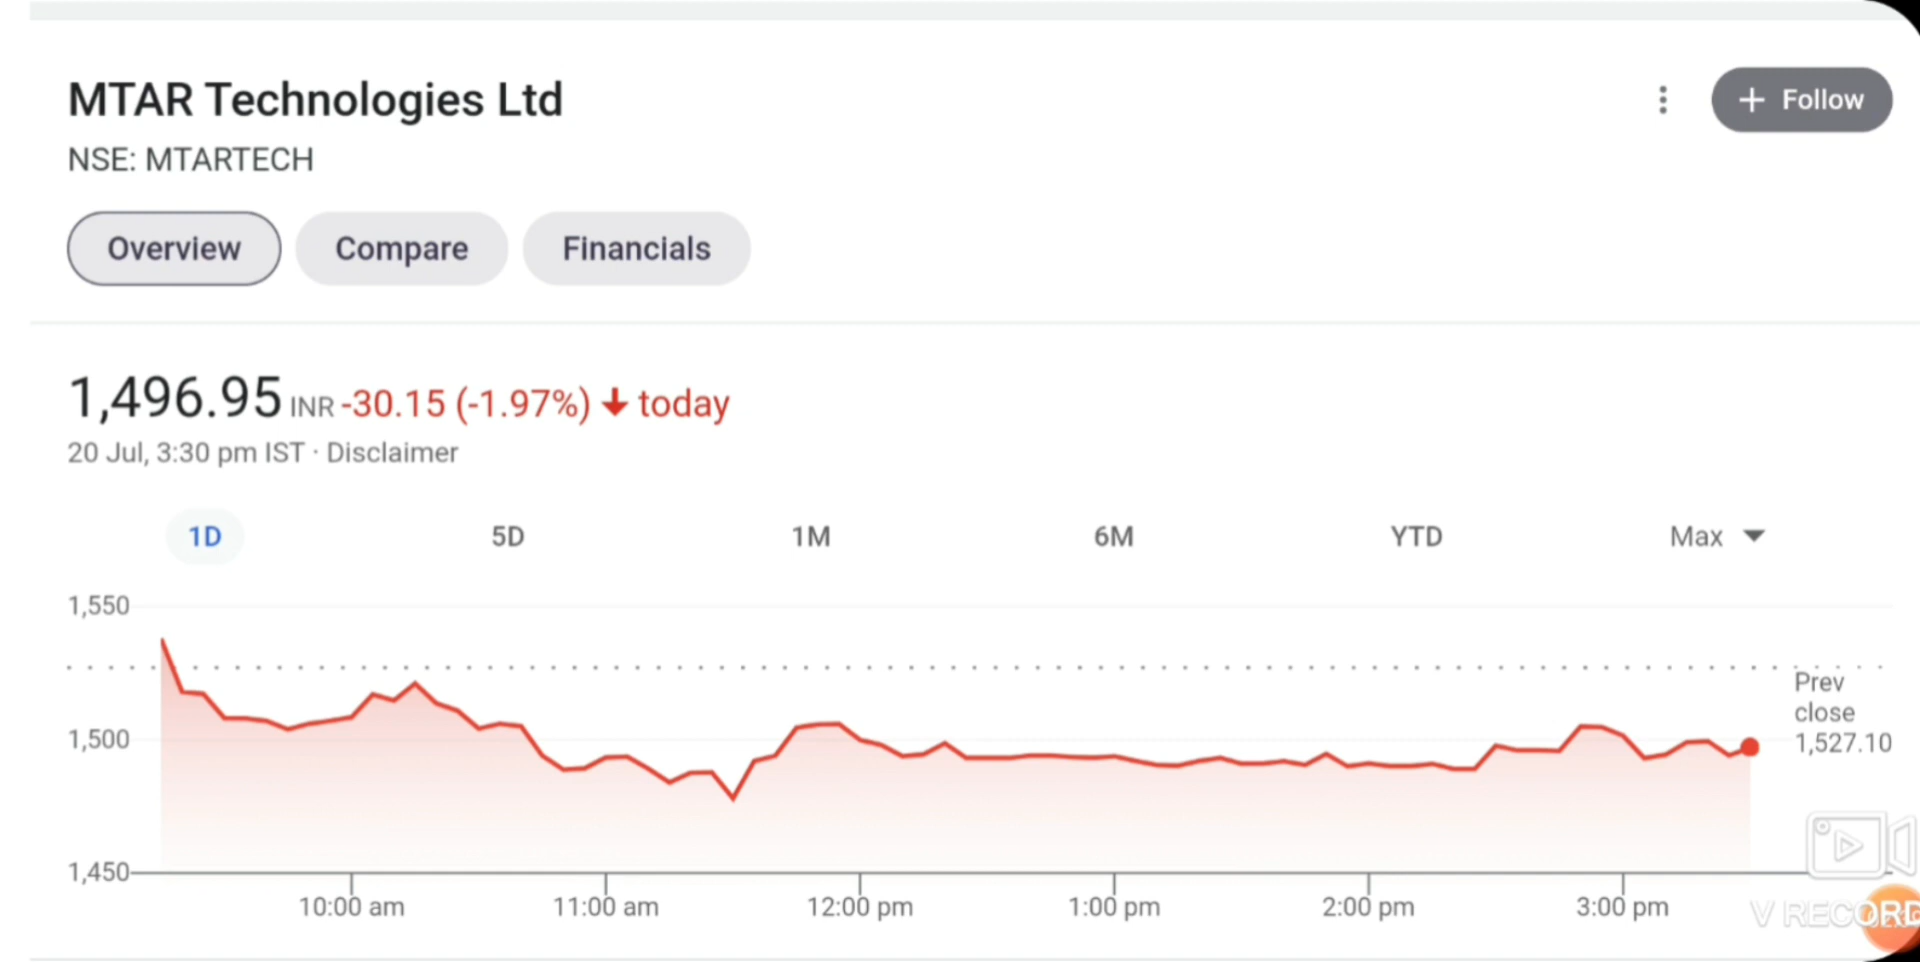 MTAR Technologies Ltd
+ Follow
NSE: MTARTECH
Overview
Compare
Financials
1,496.95 INR -30.15 (-1.97%) ↓ today
20 Jul, 3:30 pm IST · Disclaimer
1D
5D
1M
6M
YTD
Max
1,550
1,500
1,450
Prev
close
1,527.10
10:00 am
11:00 am
12:00 pm
1:00 pm
2:00 pm
3:00 pm
V RECORD